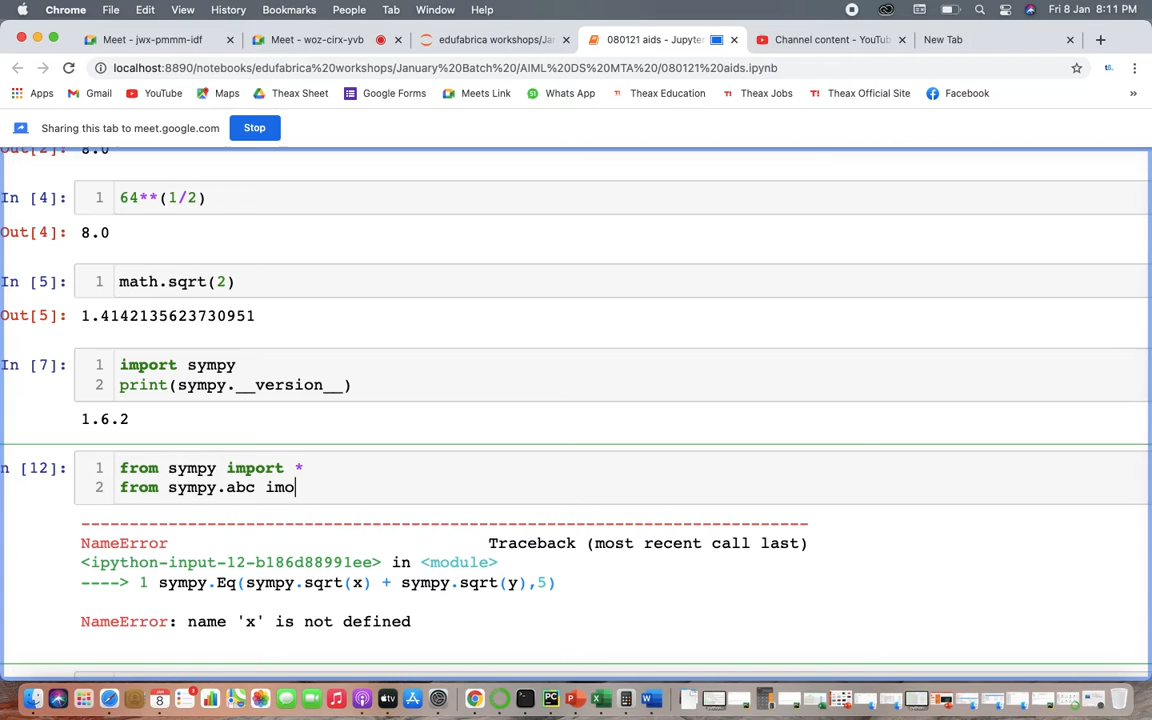 Chrome File Edit View History Bookmarks People Tab Window Help Fri 8 Jan 8:11 PM
Meet - jwx-pmmm-idf Meet - woz-cirx-yvb edufabrica workshops/Jan 080121 aids - Jupyter Channel content - YouTu New Tab
localhost:8890/notebooks/edufabrica%20workshops/January%20Batch/AIML%20DS%20MTA/080121%20aids.ipynb
Apps Gmail YouTube Maps Theax Sheet Google Forms Meets Link Whats App Theax Education Theax Jobs Theax Official Site Facebook »
Sharing this tab to meet.google.com Stop
Out[2]: 8.0
In [4]: 1 64**(1/2)
Out[4]: 8.0
In [5]: 1 math.sqrt(2)
Out[5]: 1.4142135623730951
In [7]: 1 import sympy
2 print(sympy.__version__)
1.6.2
n [12]: 1 from sympy import *
2 from sympy.abc imo
---------------------------------------------------------------------------
NameError Traceback (most recent call last)
<ipython-input-12-b186d88991ee> in <module>
----> 1 sympy.Eq(sympy.sqrt(x) + sympy.sqrt(y),5)
NameError: name 'x' is not defined